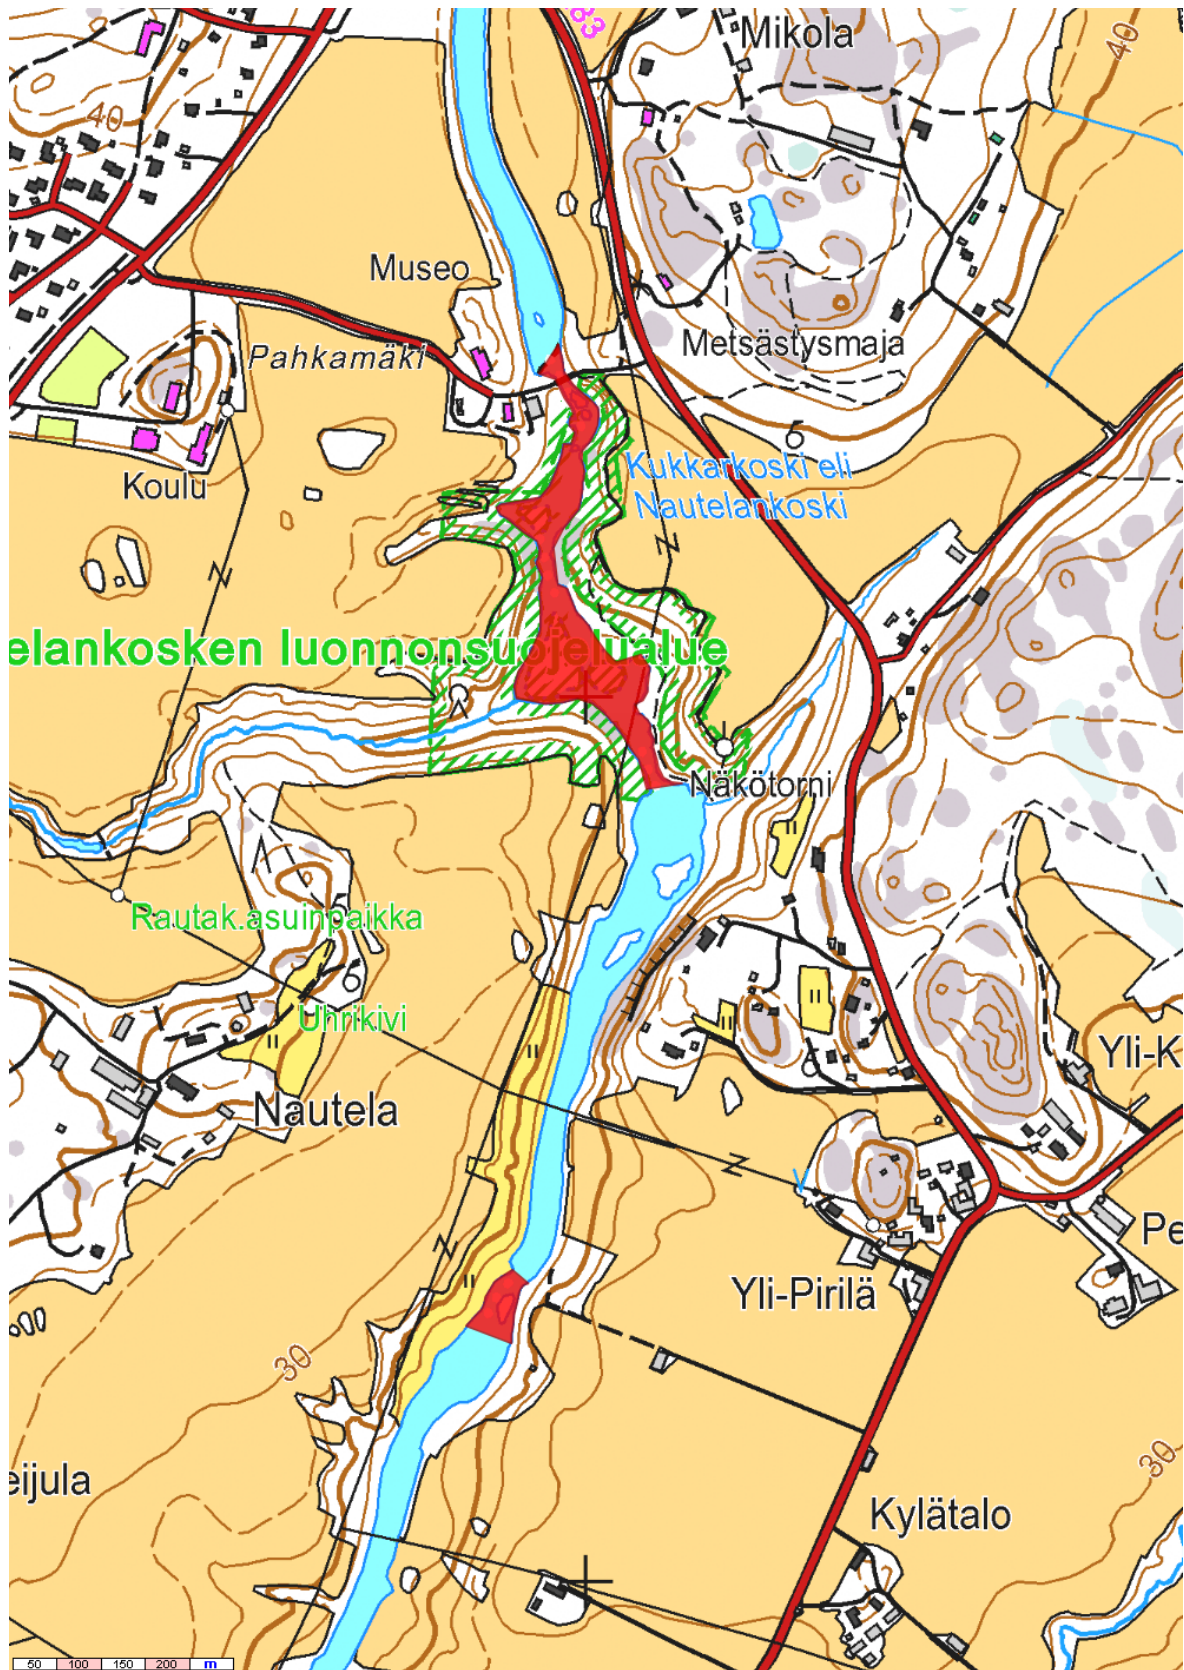 83
Mikola
40
40
Museo
Pahkamäki
Metsästysmaja
Koulu
Kukkarkoski eli
Nautelankoski
elankosken luonnonsuojelualue
Näkötorni
Rautak.asuinpaikka
Uhrikivi
Nautela
Yli-K
Pe
Yli-Pirilä
30
30
eijula
Kylätalo
50 100 150 200 m